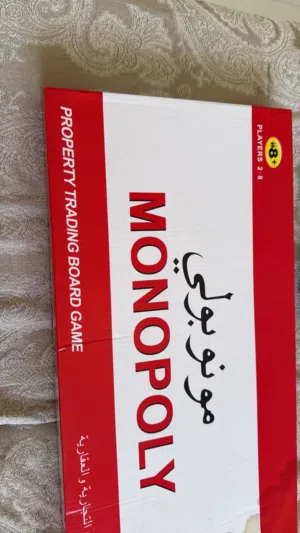 8+
PLAYERS 2-8
مونوبولي
MONOPOLY
PROPERTY TRADING BOARD GAME
التجارية و العقارية